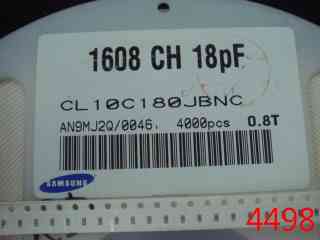 1608 CH 18pF
CL10C180JBNC
AN9MJ2Q/0046, 4000pcs 0.8T
SAMSUNG
4498